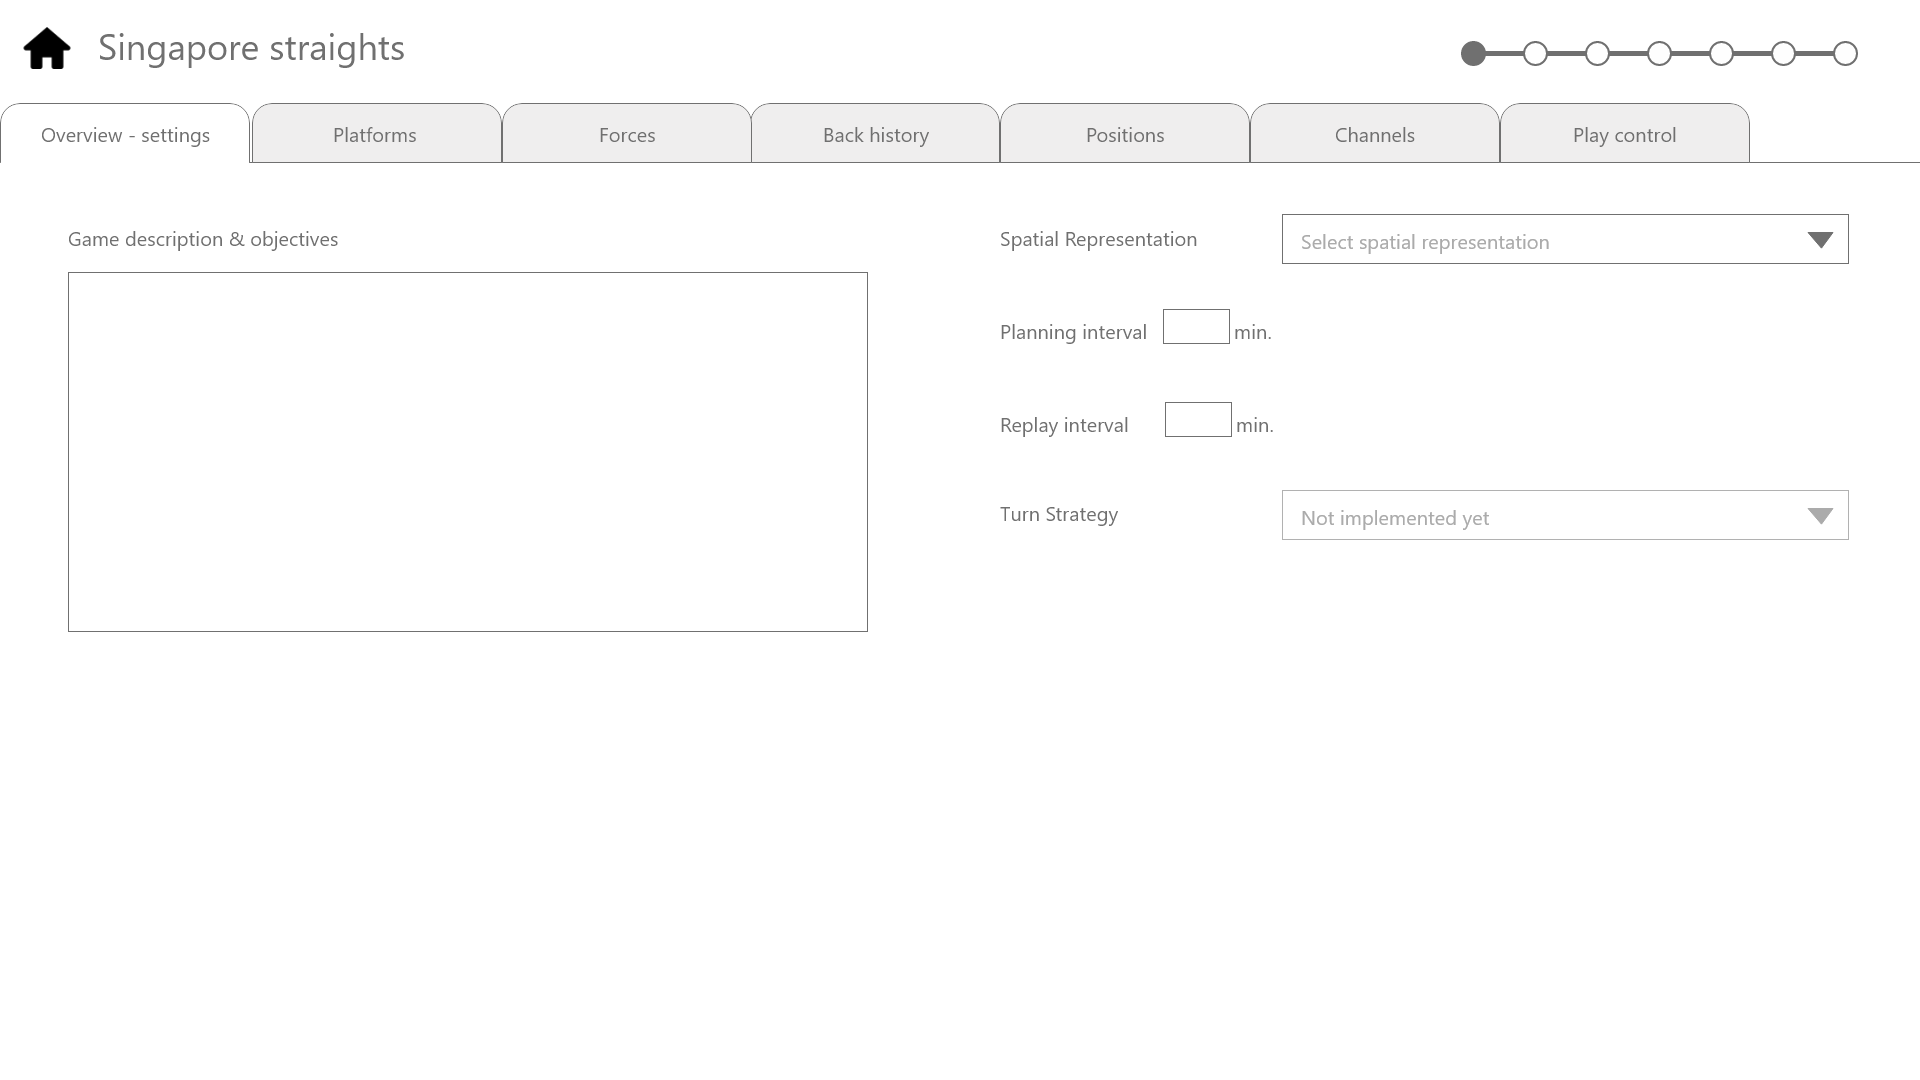 Singapore straights
Overview - settings
Platforms
Forces
Back history
Positions
Channels
Play control
Game description & objectives
Spatial Representation
Select spatial representation
Planning interval
min.
Replay interval
min.
Turn Strategy
Not implemented yet